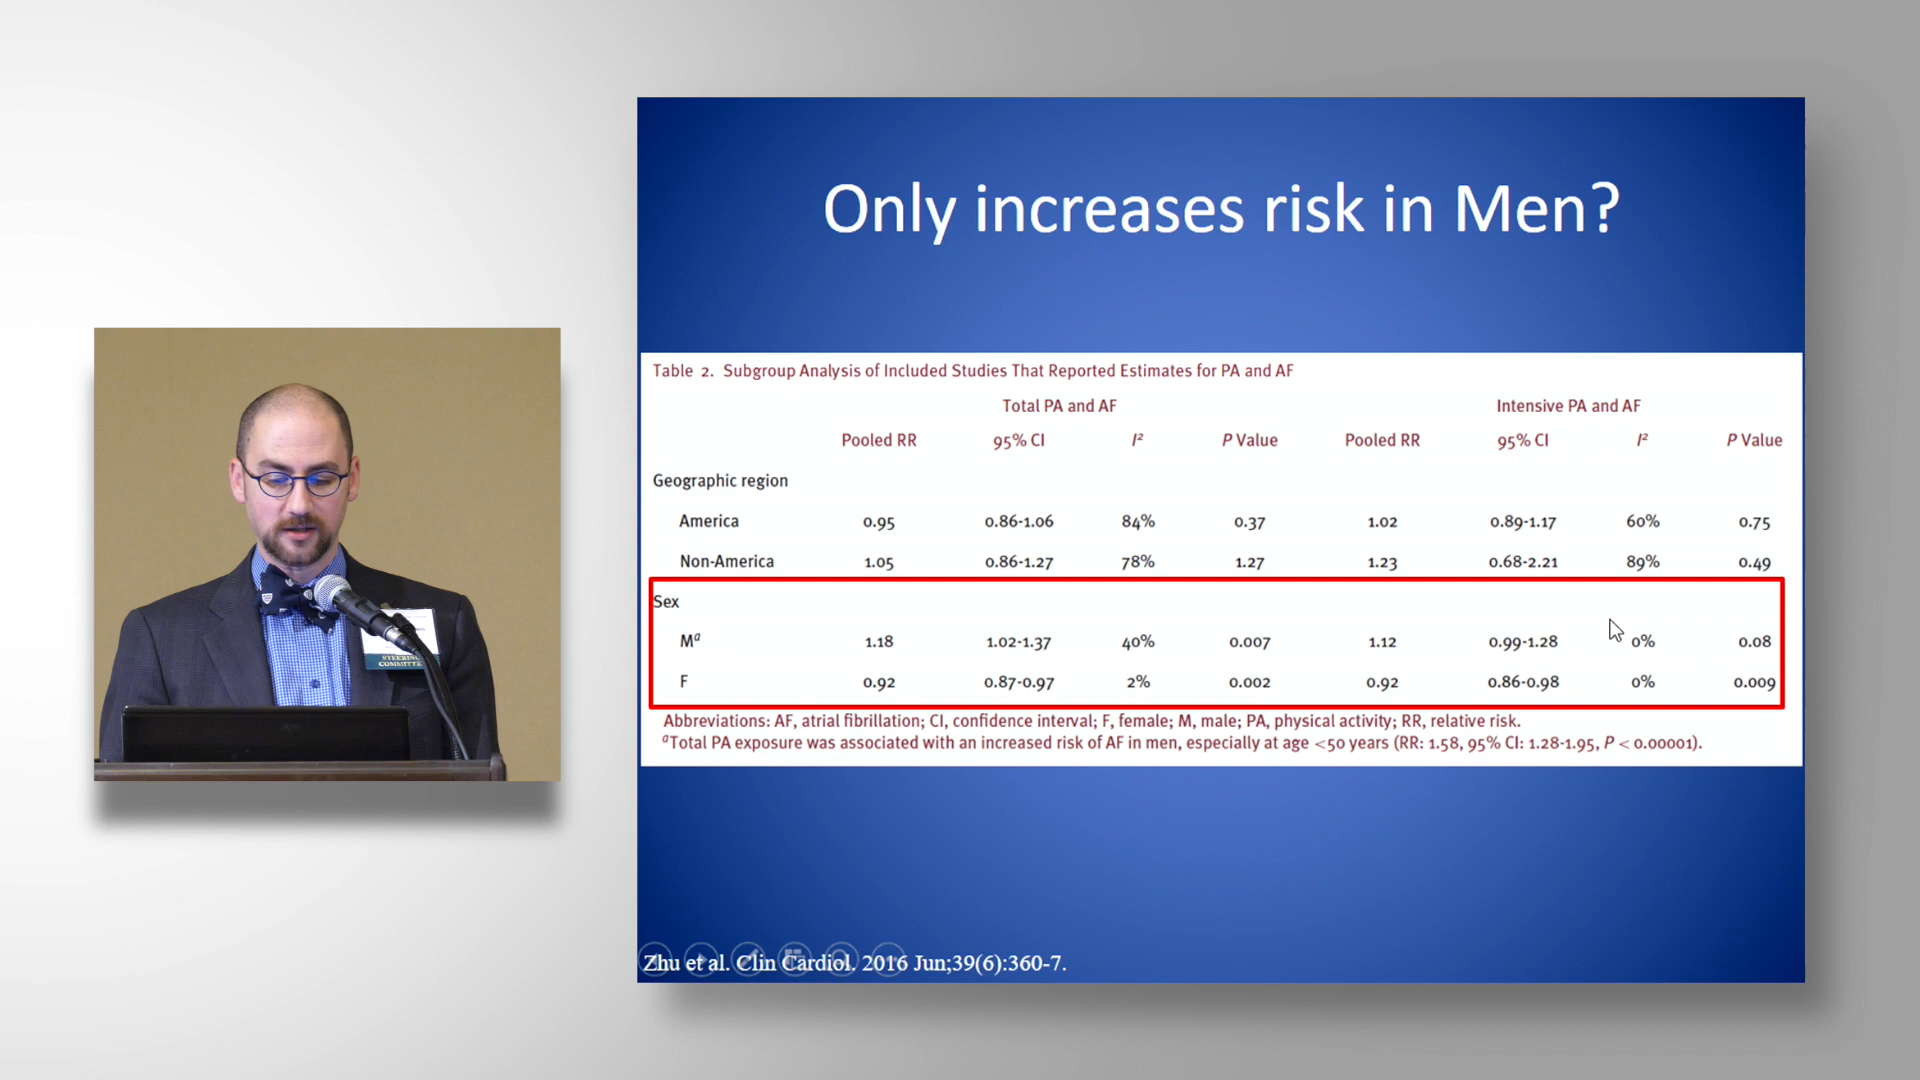 Only increases risk in Men?
Table 2. Subgroup Analysis of Included Studies That Reported Estimates for PA and AF
Total PA and AF Intensive PA and AF
Pooled RR 95% CI I² P Value Pooled RR 95% CI I² P Value
Geographic region
America 0.95 0.86-1.06 84% 0.37 1.02 0.89-1.17 60% 0.75
Non-America 1.05 0.86-1.27 78% 1.27 1.23 0.68-2.21 89% 0.49
Sex
Mᵃ 1.18 1.02-1.37 40% 0.007 1.12 0.99-1.28 0% 0.08
F 0.92 0.87-0.97 2% 0.002 0.92 0.86-0.98 0% 0.009
Abbreviations: AF, atrial fibrillation; CI, confidence interval; F, female; M, male; PA, physical activity; RR, relative risk.
ᵃTotal PA exposure was associated with an increased risk of AF in men, especially at age <50 years (RR: 1.58, 95% CI: 1.28-1.95, P < 0.00001).
Zhu et al. Clin Cardiol. 2016 Jun;39(6):360-7.
STEERING